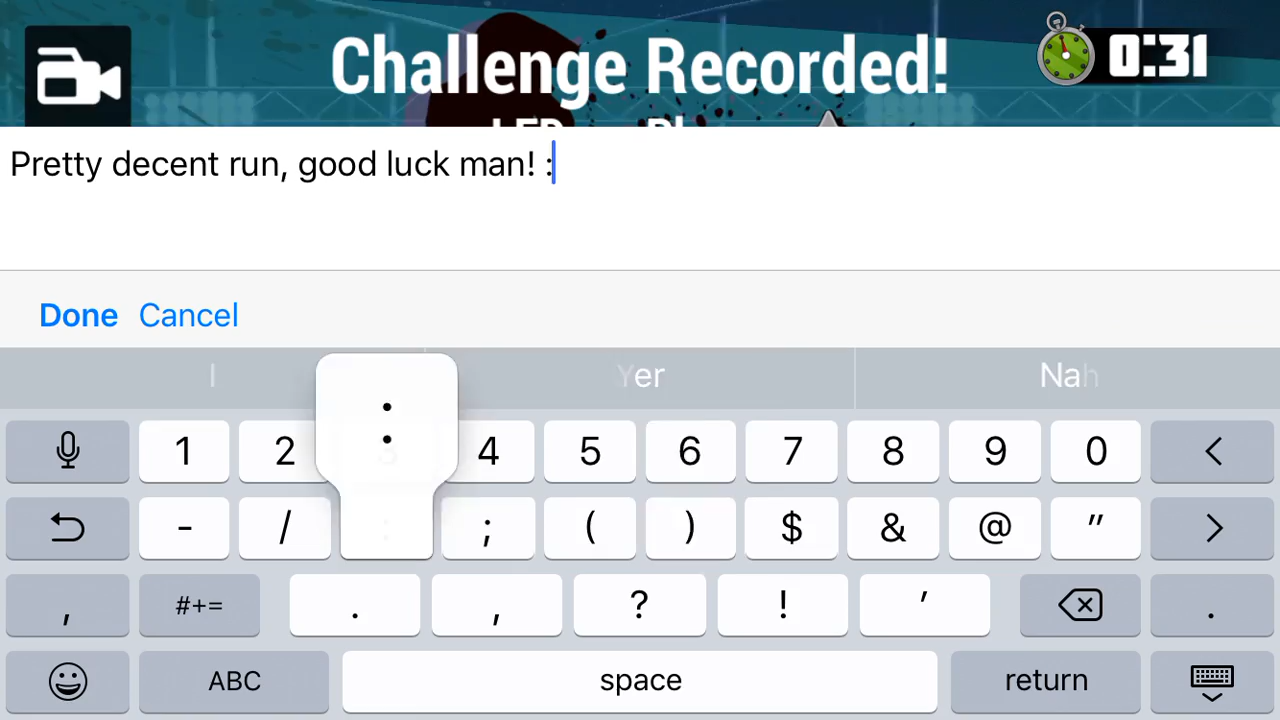 Challenge Recorded!
0:31
Pretty decent run, good luck man! :
Done Cancel
I Yer Nah
:
1 2 3 4 5 6 7 8 9 0 <
- / : ; ( ) $ & @ " >
, #+= . , ? ! ' .
ABC space return